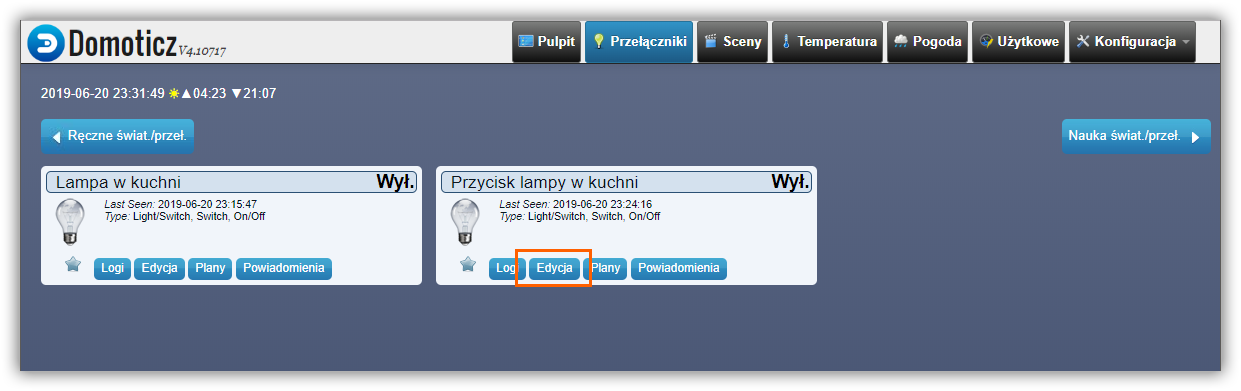 Domoticz V4.10717 Pulpit Przełączniki Sceny Temperatura Pogoda Użytkowe Konfiguracja
2019-06-20 23:31:49 ☀▲04:23 ▼21:07
Ręczne świat./przeł. Nauka świat./przeł.
Lampa w kuchni Wył.
Last Seen: 2019-06-20 23:15:47
Type: Light/Switch, Switch, On/Off
Logi Edycja Plany Powiadomienia
Przycisk lampy w kuchni Wył.
Last Seen: 2019-06-20 23:24:16
Type: Light/Switch, Switch, On/Off
Logi Edycja Plany Powiadomienia